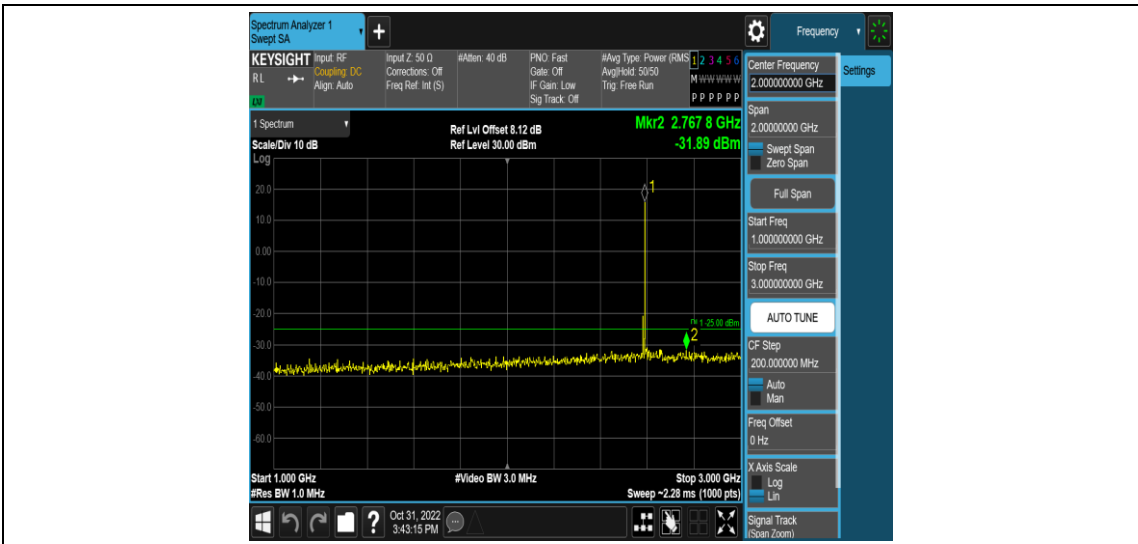 Spectrum Analyzer 1
Swept SA
+
Frequency
KEYSIGHT
RL
LXI
Input: RF
Coupling: DC
Align: Auto
Input Z: 50 Ω
Corrections: Off
Freq Ref: Int (S)
#Atten: 40 dB
PNO: Fast
Gate: Off
IF Gain: Low
Sig Track: Off
#Avg Type: Power (RMS
Avg|Hold: 50/50
Trig: Free Run
1 2 3 4 5 6
M W W W W W
P P P P P P
Center Frequency
2.000000000 GHz
Settings
1 Spectrum
Scale/Div 10 dB
Log
Ref Lvl Offset 8.12 dB
Ref Level 30.00 dBm
Mkr2 2.767 8 GHz
-31.89 dBm
20.0
10.0
0.00
-10.0
-20.0
-30.0
-40.0
-50.0
-60.0
1
-25.00 dBm
2
Start 1.000 GHz
#Res BW 1.0 MHz
#Video BW 3.0 MHz
Stop 3.000 GHz
Sweep ~2.28 ms (1000 pts)
Span
2.00000000 GHz
Swept Span
Zero Span
Full Span
Start Freq
1.000000000 GHz
Stop Freq
3.000000000 GHz
AUTO TUNE
CF Step
200.000000 MHz
Auto
Man
Freq Offset
0 Hz
X Axis Scale
Log
Lin
Signal Track
(Span Zoom)
?
Oct 31, 2022
3:43:15 PM